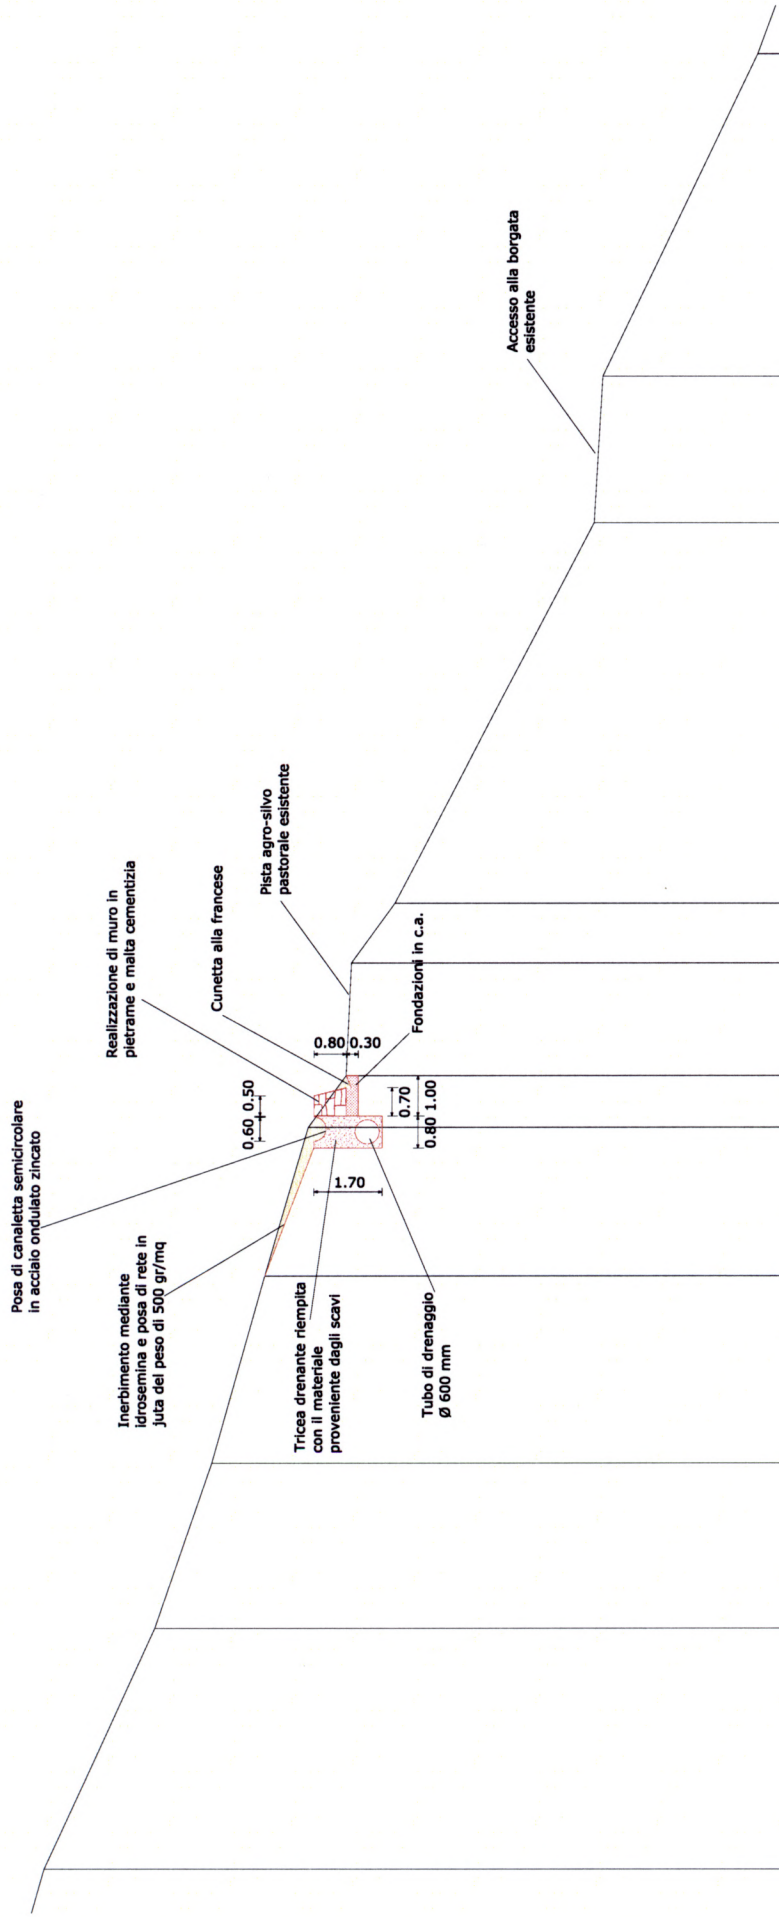 Posa di canaletta semicircolare
in acciaio ondulato zincato
Inerbimento mediante
idrosemina e posa di rete in
juta del peso di 500 gr/mq
Realizzazione di muro in
pietrame e malta cementizia
Cunetta alla francese
Pista agro-silvo
pastorale esistente
Accesso alla borgata
esistente
Tricea drenante riempita
con il materiale
proveniente dagli scavi
Tubo di drenaggio
Ø 600 mm
Fondazioni in c.a.
0.60
0.50
0.80
0.30
1.70
0.70
0.80
1.00